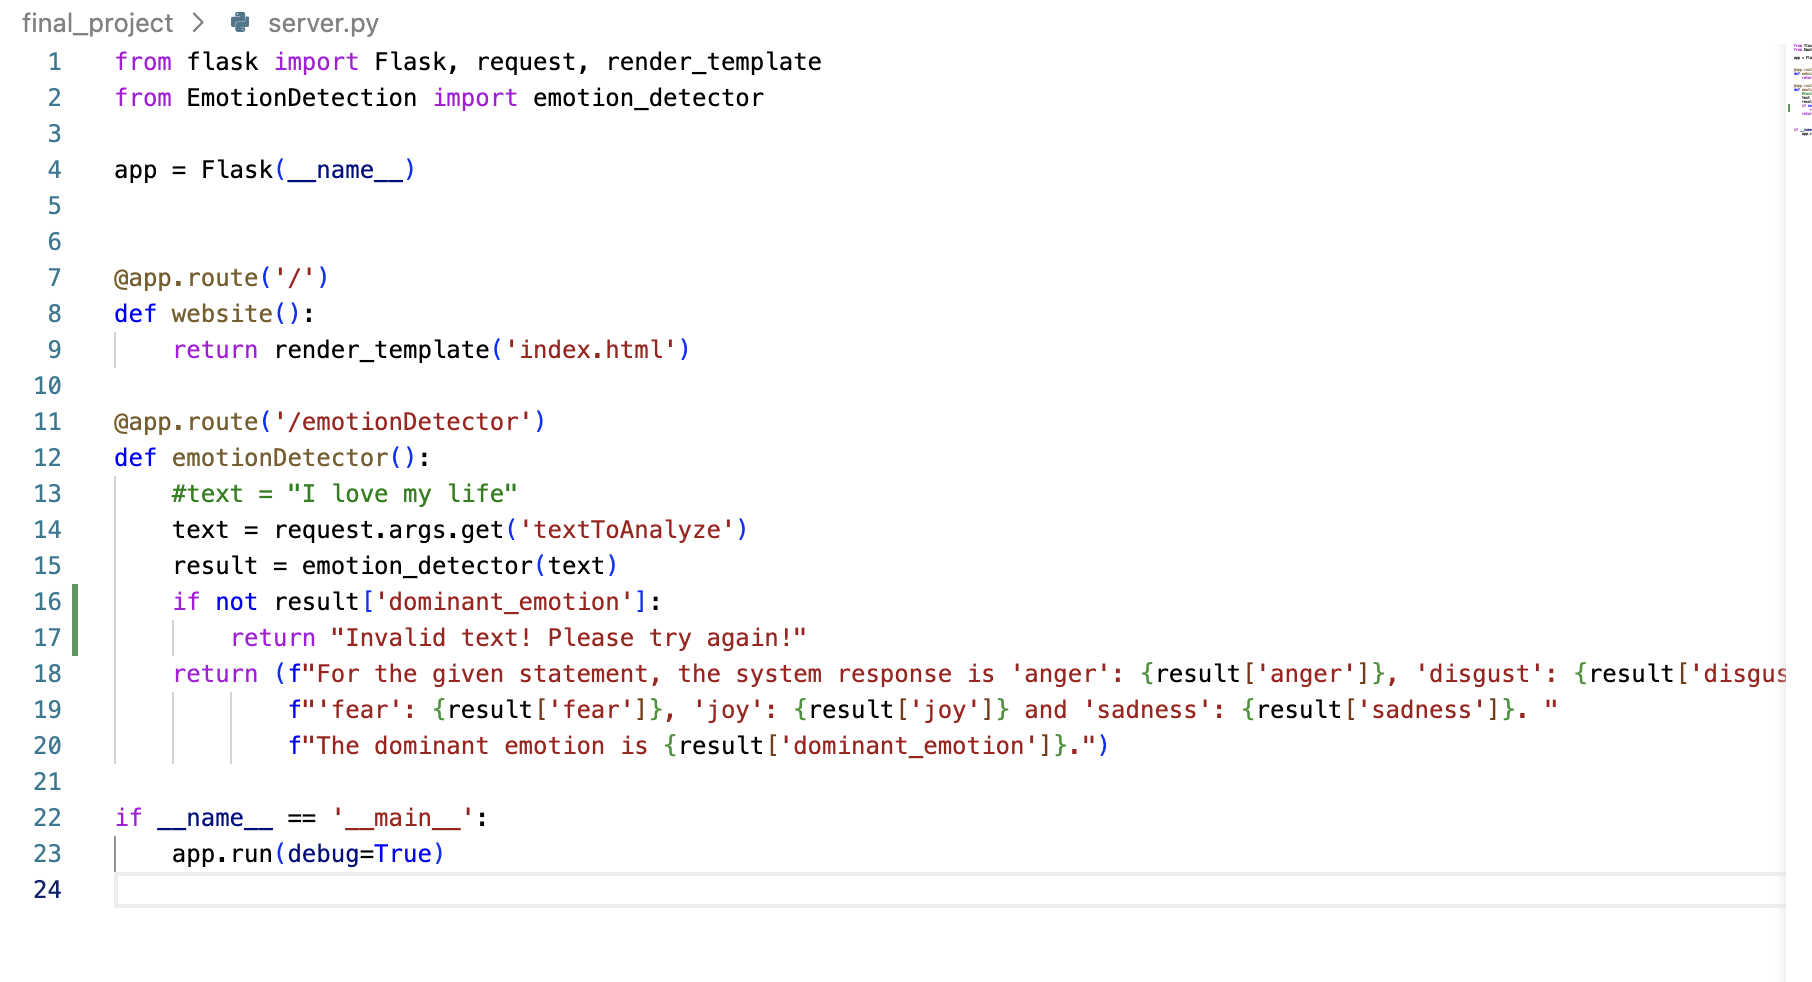 final_project > server.py
1 from flask import Flask, request, render_template
2 from EmotionDetection import emotion_detector
3
4 app = Flask(__name__)
5
6
7 @app.route('/')
8 def website():
9     return render_template('index.html')
10
11 @app.route('/emotionDetector')
12 def emotionDetector():
13     #text = "I love my life"
14     text = request.args.get('textToAnalyze')
15     result = emotion_detector(text)
16     if not result['dominant_emotion']:
17         return "Invalid text! Please try again!"
18     return (f"For the given statement, the system response is 'anger': {result['anger']}, 'disgust': {result['disgus
19             f"'fear': {result['fear']}, 'joy': {result['joy']} and 'sadness': {result['sadness']}. "
20             f"The dominant emotion is {result['dominant_emotion']}.")
21
22 if __name__ == '__main__':
23     app.run(debug=True)
24